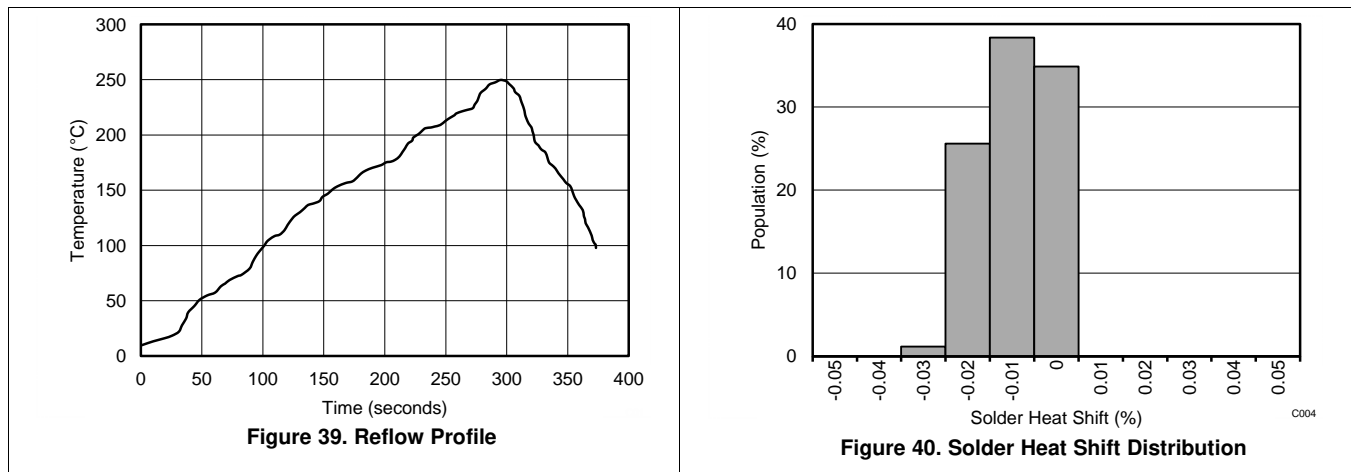 300
250
200
150
100
50
0
Temperature (°C)
0 50 100 150 200 250 300 350 400
Time (seconds)
Figure 39. Reflow Profile
40
30
20
10
0
Population (%)
-0.05 -0.04 -0.03 -0.02 -0.01 0 0.01 0.02 0.03 0.04 0.05
Solder Heat Shift (%)
C004
Figure 40. Solder Heat Shift Distribution